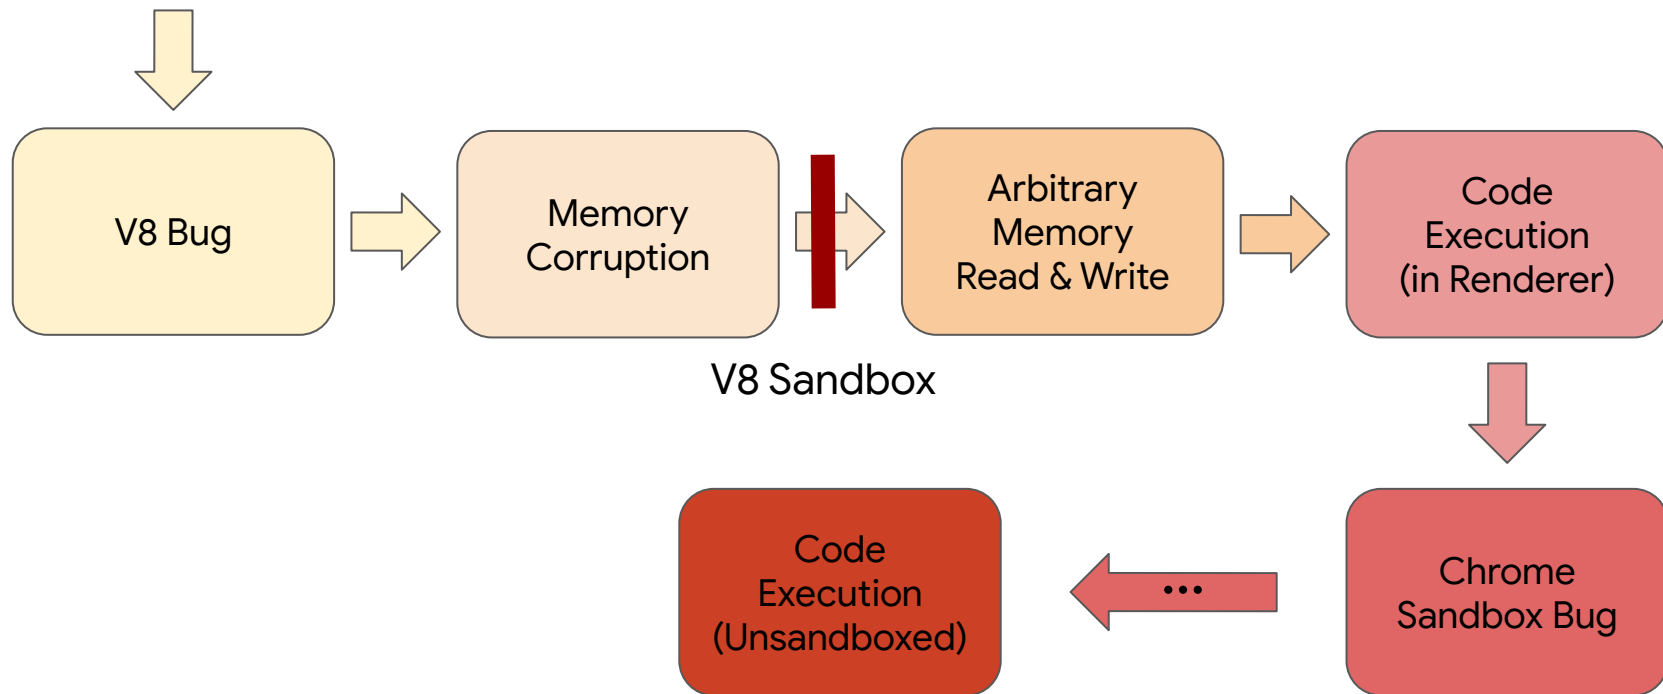 V8 Bug
Memory
Corruption
Arbitrary
Memory
Read & Write
Code
Execution
(in Renderer)
V8 Sandbox
Chrome
Sandbox Bug
•••
Code
Execution
(Unsandboxed)